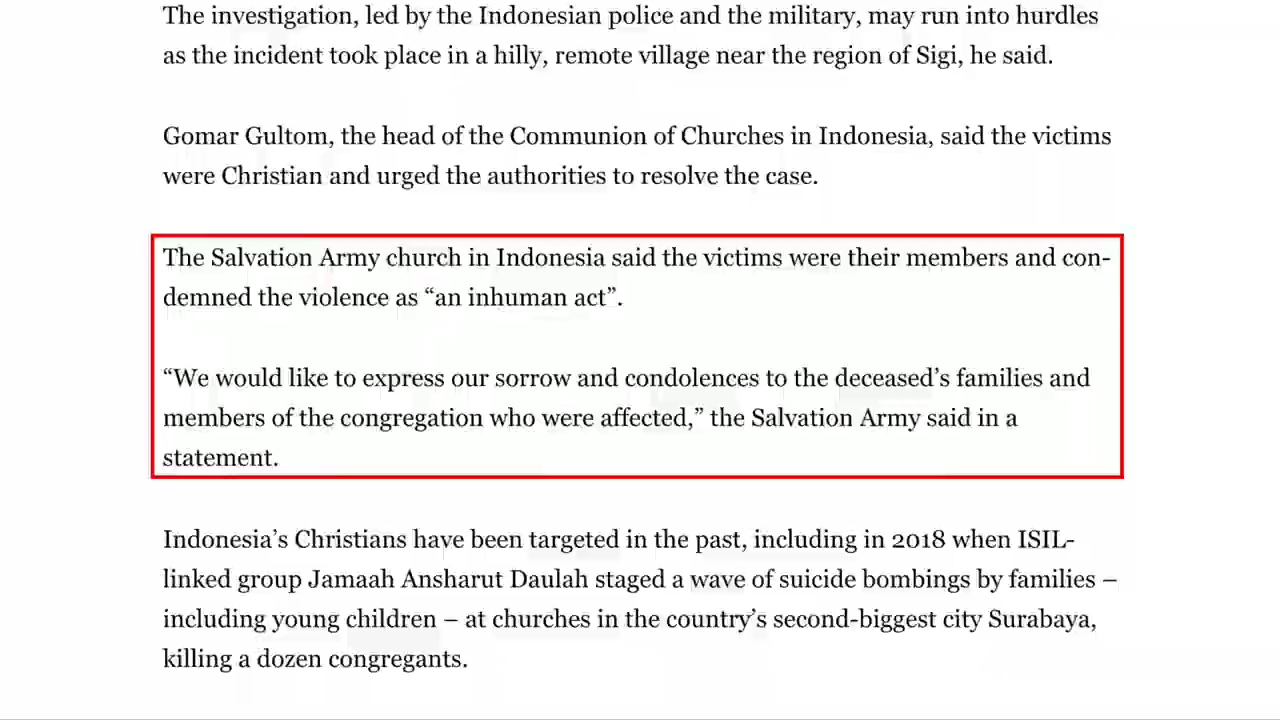 The investigation, led by the Indonesian police and the military, may run into hurdles
as the incident took place in a hilly, remote village near the region of Sigi, he said.
Gomar Gultom, the head of the Communion of Churches in Indonesia, said the victims
were Christian and urged the authorities to resolve the case.
The Salvation Army church in Indonesia said the victims were their members and con-
demned the violence as “an inhuman act”.
“We would like to express our sorrow and condolences to the deceased’s families and
members of the congregation who were affected,” the Salvation Army said in a
statement.
Indonesia’s Christians have been targeted in the past, including in 2018 when ISIL-
linked group Jamaah Ansharut Daulah staged a wave of suicide bombings by families –
including young children – at churches in the country’s second-biggest city Surabaya,
killing a dozen congregants.